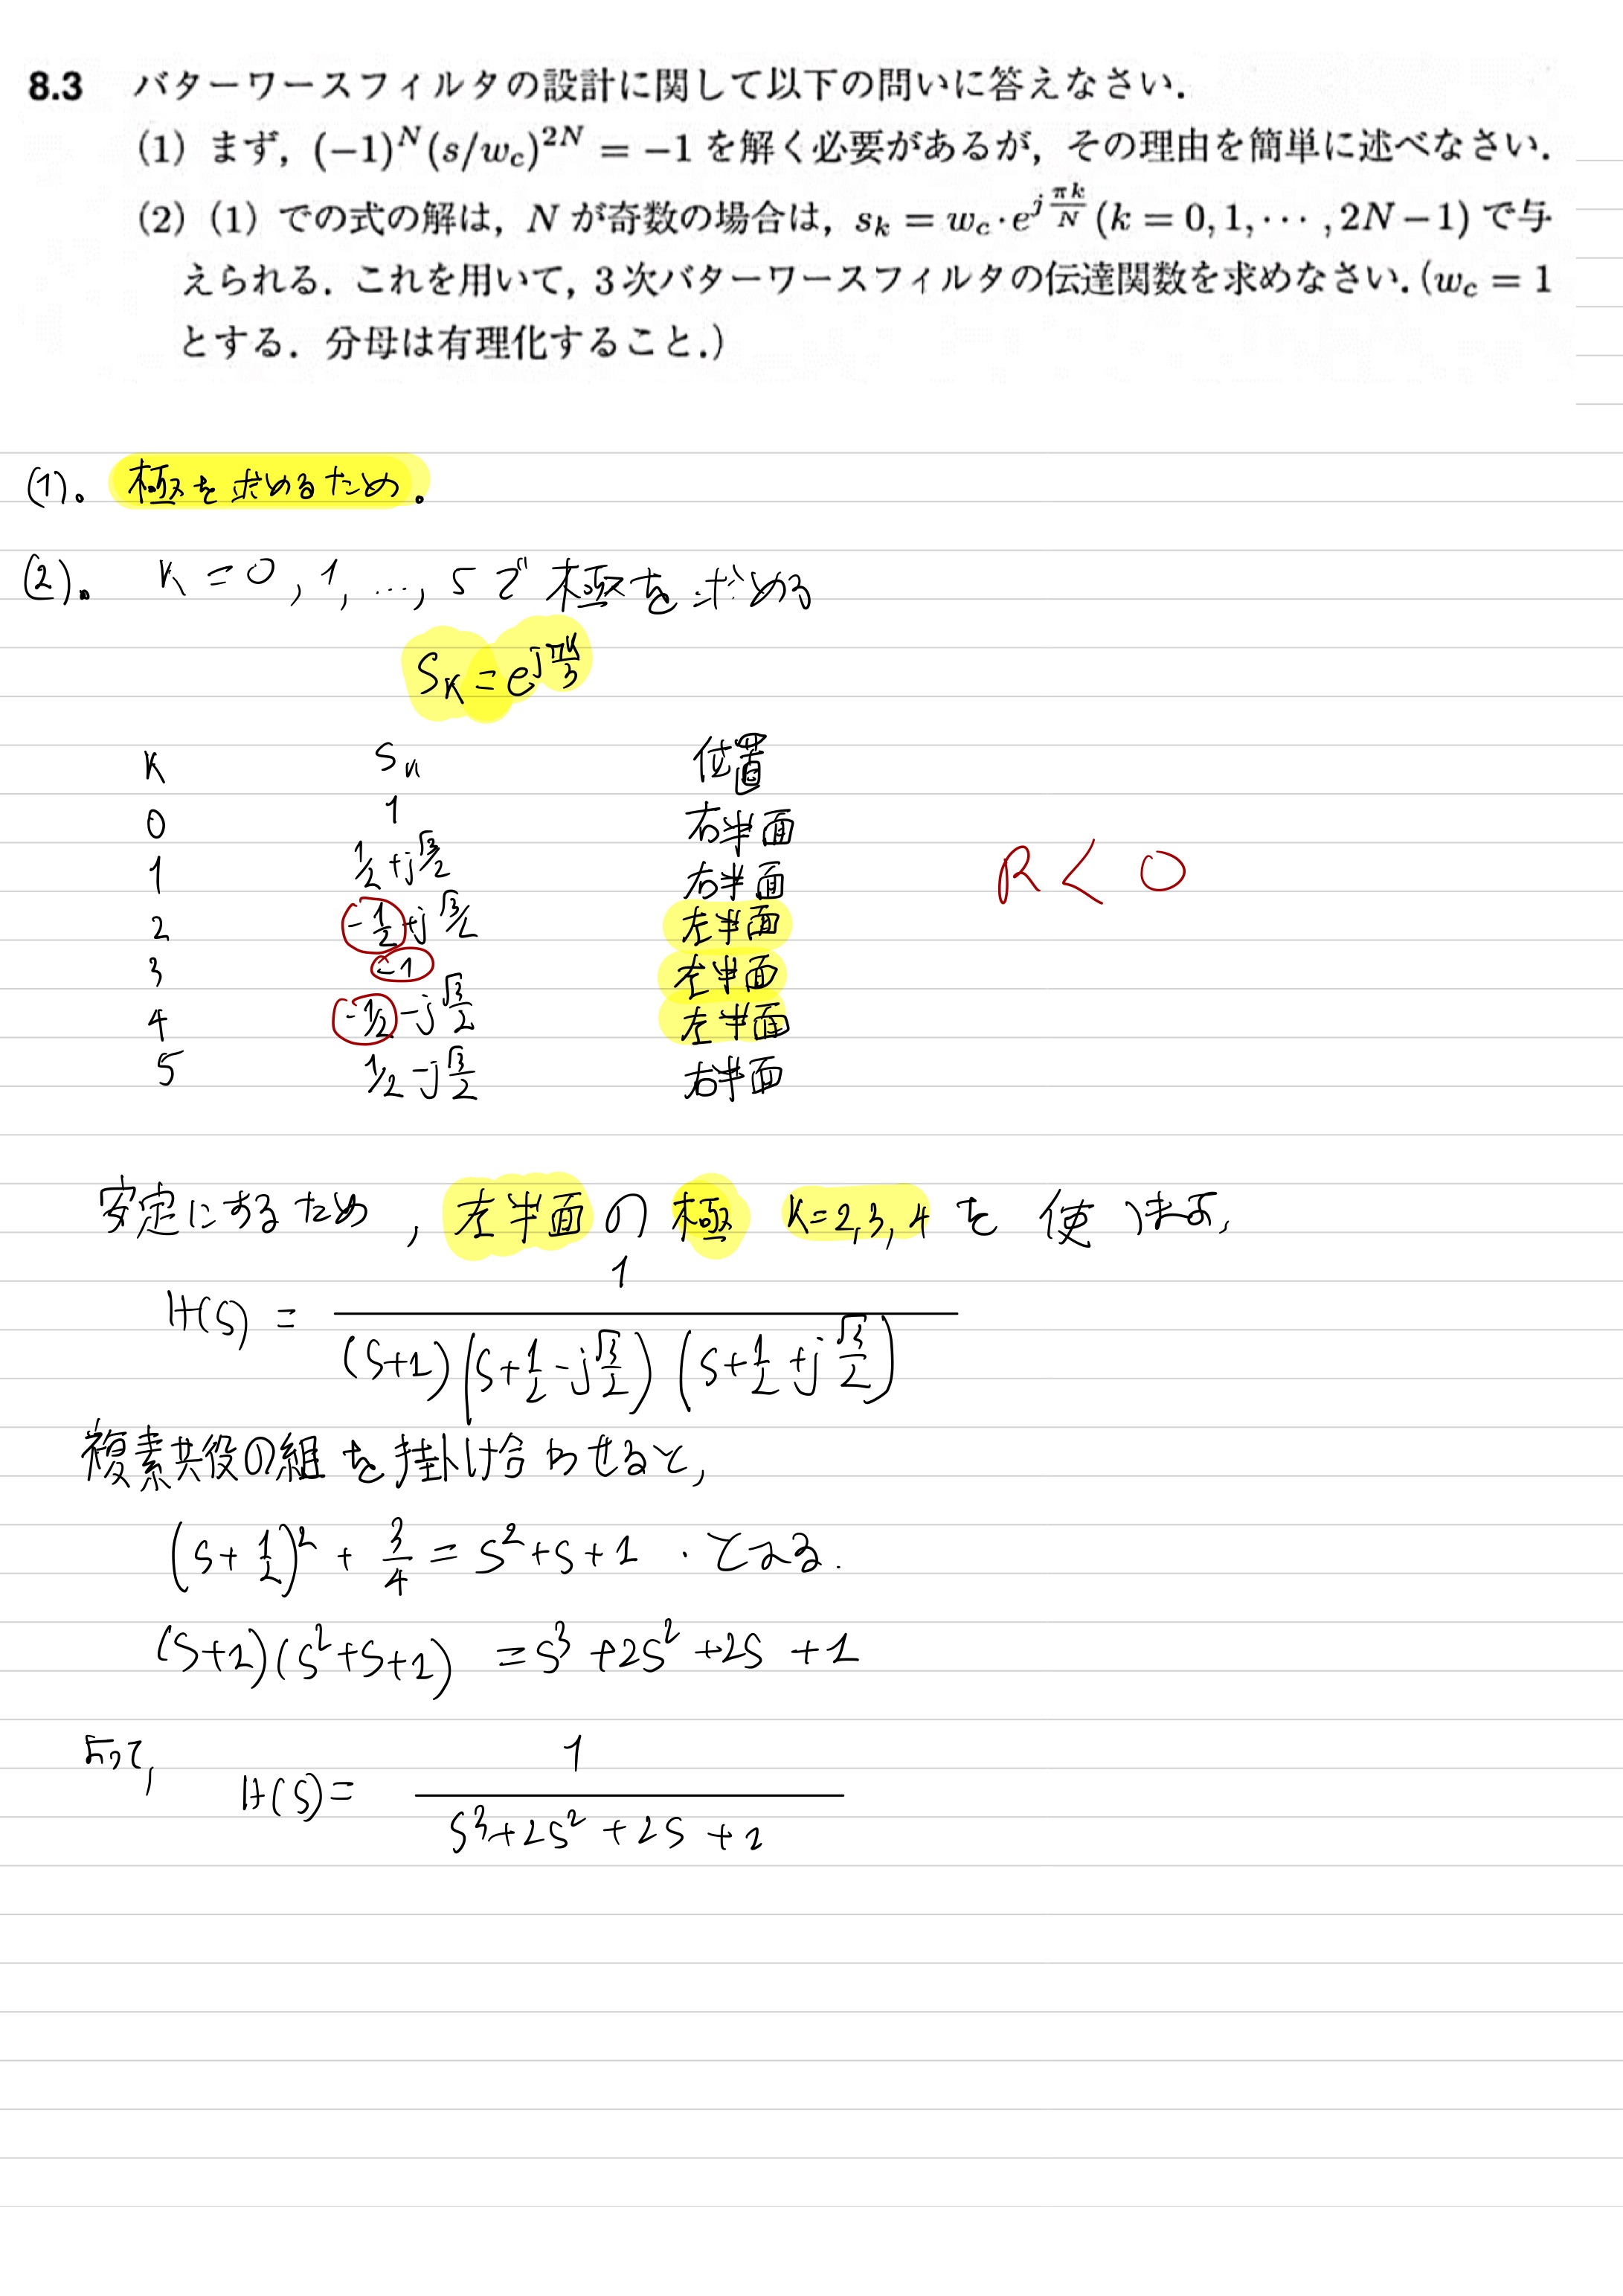 8.3 バターワースフィルタの設計に関して以下の問いに答えなさい.
(1) まず, (−1)^N (s/w_c)^{2N} = −1 を解く必要があるが, その理由を簡単に述べなさい.
(2) (1) での式の解は, N が奇数の場合は, s_k = w_c·e^{j πk/N} (k = 0, 1, ···, 2N−1) で与
えられる. これを用いて, 3次バターワースフィルタの伝達関数を求めなさい. (w_c = 1
とする. 分母は有理化すること.)
(1)。 極を求めるため。
(2)。 K = 0, 1, ..., 5 で 極を求める
S_K = e^{j πk/3}
K S_K 位置
0 1 右半面
1 1/2 + j √3/2 右半面
R < 0
2 −1/2 + j √3/2 左半面
3 −1 左半面
4 −1/2 − j √3/2 左半面
5 1/2 − j √3/2 右半面
安定にするため, 左半面の極 K=2,3,4 を使います,
H(S) = 1 / (S+1)(S+1/2 − j √3/2)(S+1/2 + j √3/2)
複素共役の組を掛け合わせると,
(S + 1/2)^2 + 3/4 = S^2 + S + 1 . となる.
(S+1)(S^2+S+1) = S^3 + 2S^2 + 2S + 1
よって,
H(S) = 1 / S^3 + 2S^2 + 2S + 1